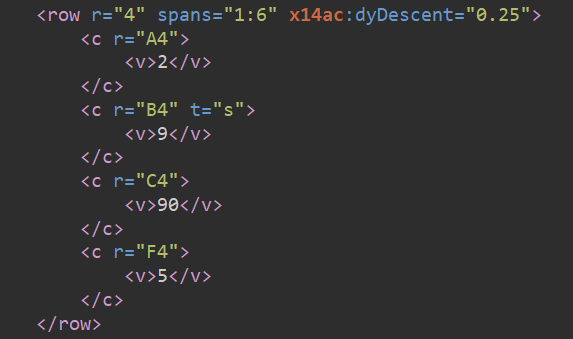 <row r="4" spans="1:6" x14ac:dyDescent="0.25">
<c r="A4">
<v>2</v>
</c>
<c r="B4" t="s">
<v>9</v>
</c>
<c r="C4">
<v>90</v>
</c>
<c r="F4">
<v>5</v>
</c>
</row>